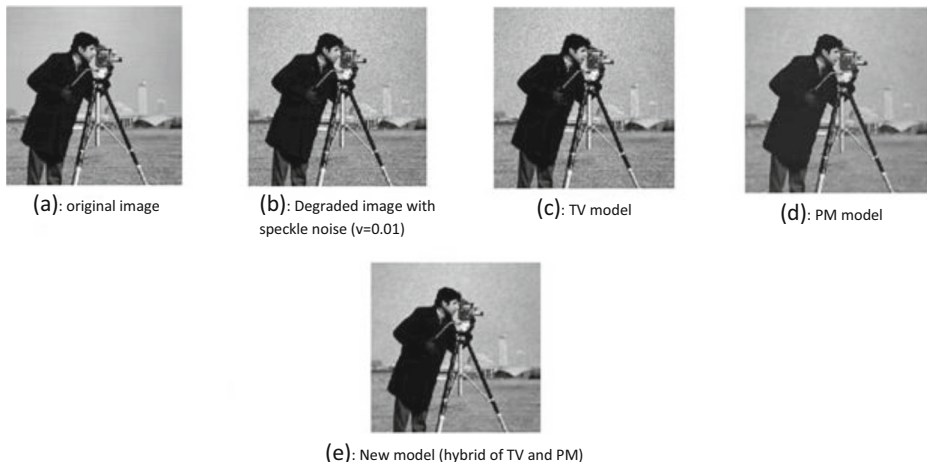 (a): original image
(b): Degraded image with
speckle noise (v=0.01)
(c): TV model
(d): PM model
(e): New model (hybrid of TV and PM)